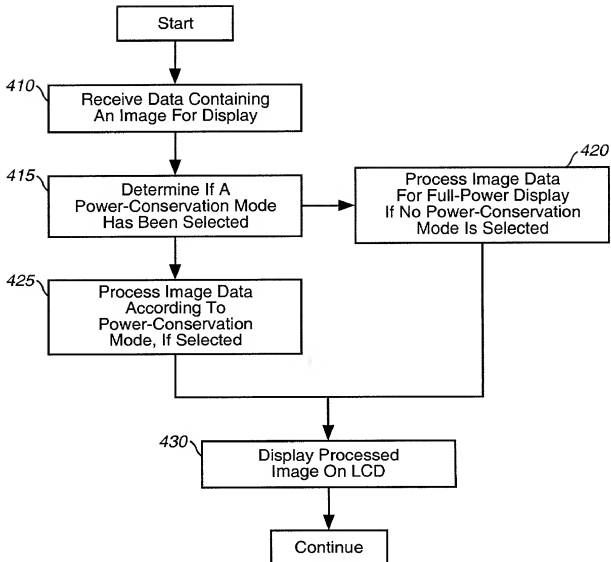 Start
410
Receive Data Containing
An Image For Display
415
Determine If A
Power-Conservation Mode
Has Been Selected
420
Process Image Data
For Full-Power Display
If No Power-Conservation
Mode Is Selected
425
Process Image Data
According To
Power-Conservation
Mode, If Selected
430
Display Processed
Image On LCD
Continue